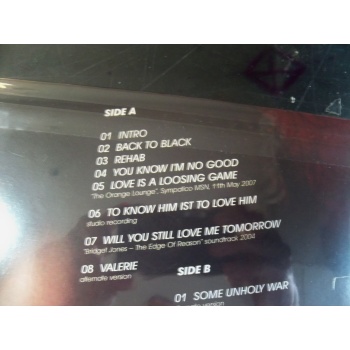 SIDE A
01 INTRO
02 BACK TO BLACK
03 REHAB
04 YOU KNOW I'M NO GOOD
05 LOVE IS A LOOSING GAME
"The Orange Lounge", Sympatico MSN, 11th May 2007
06 TO KNOW HIM IST TO LOVE HIM
studio recording
07 WILL YOU STILL LOVE ME TOMORROW
"Bridget Jones – The Edge Of Reason" soundtrack 2004
08 VALERIE
alternate version
SIDE B
01 SOME UNHOLY WAR
alternate version